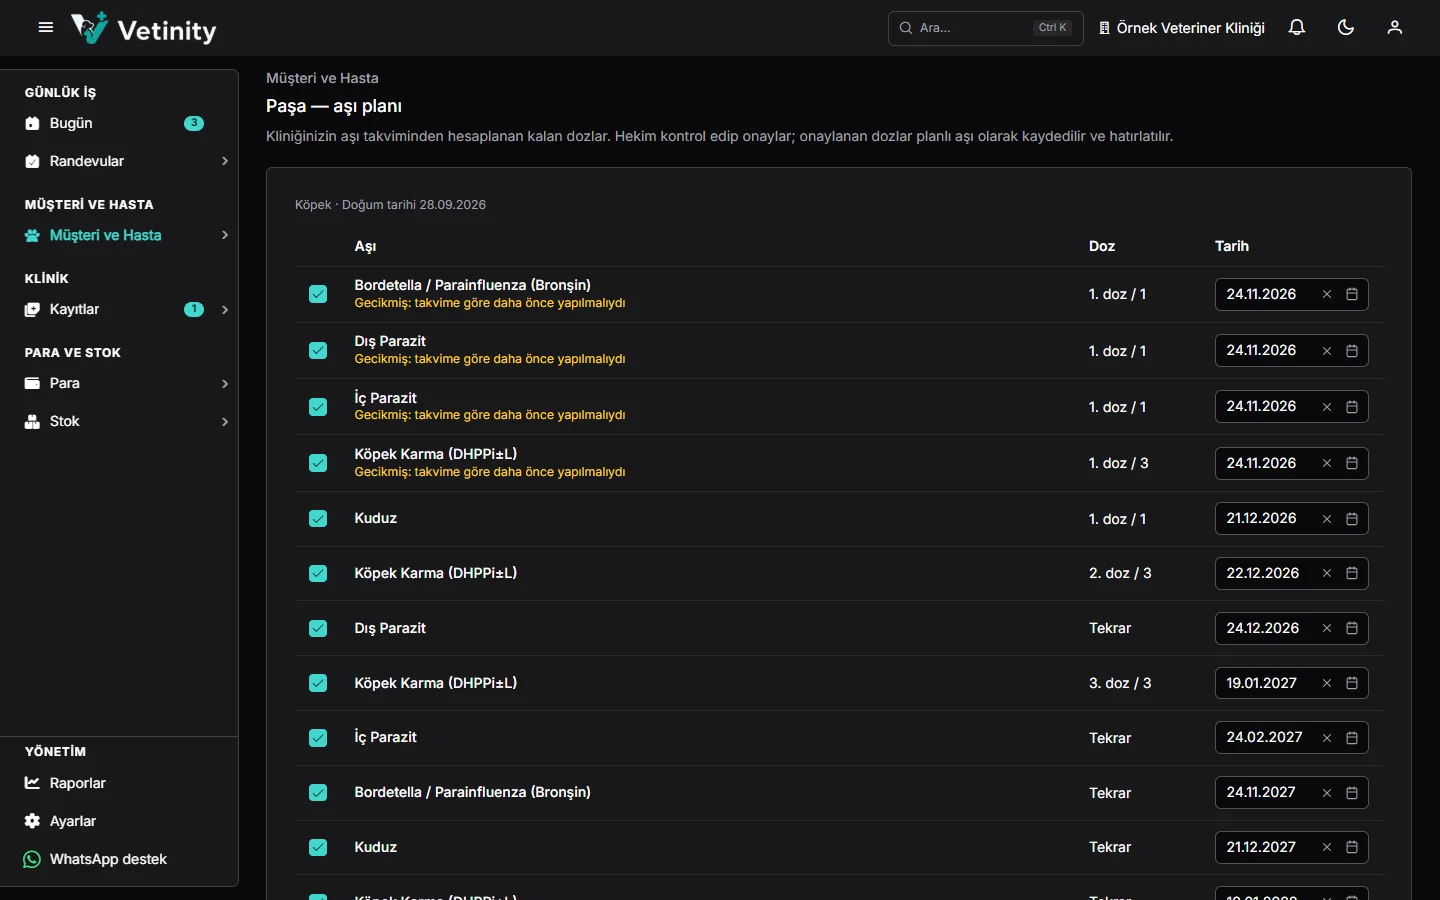 Vetinity
Ara...
Ctrl K
Örnek Veteriner Kliniği
GÜNLÜK İŞ
Bugün 3
Randevular
MÜŞTERİ VE HASTA
Müşteri ve Hasta
KLİNİK
Kayıtlar 1
PARA VE STOK
Para
Stok
YÖNETİM
Raporlar
Ayarlar
WhatsApp destek
Müşteri ve Hasta
Paşa — aşı planı
Kliniğinizin aşı takviminden hesaplanan kalan dozlar. Hekim kontrol edip onaylar; onaylanan dozlar planlı aşı olarak kaydedilir ve hatırlatılır.
Köpek · Doğum tarihi 28.09.2026
Aşı Doz Tarih
Bordetella / Parainfluenza (Bronşin)
Gecikmiş: takvime göre daha önce yapılmalıydı
1. doz / 1 24.11.2026
Dış Parazit
Gecikmiş: takvime göre daha önce yapılmalıydı
1. doz / 1 24.11.2026
İç Parazit
Gecikmiş: takvime göre daha önce yapılmalıydı
1. doz / 1 24.11.2026
Köpek Karma (DHPPi±L)
Gecikmiş: takvime göre daha önce yapılmalıydı
1. doz / 3 24.11.2026
Kuduz 1. doz / 1 21.12.2026
Köpek Karma (DHPPi±L) 2. doz / 3 22.12.2026
Dış Parazit Tekrar 24.12.2026
Köpek Karma (DHPPi±L) 3. doz / 3 19.01.2027
İç Parazit Tekrar 24.02.2027
Bordetella / Parainfluenza (Bronşin) Tekrar 24.11.2027
Kuduz Tekrar 21.12.2027
Köpek Karma (DHPPi±L) Tekrar 19.01.2028